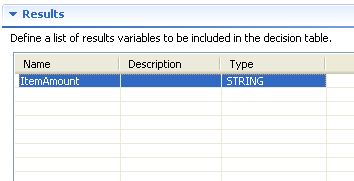 Results
Define a list of results variables to be included in the decision table.
Name Description Type
ItemAmount STRING